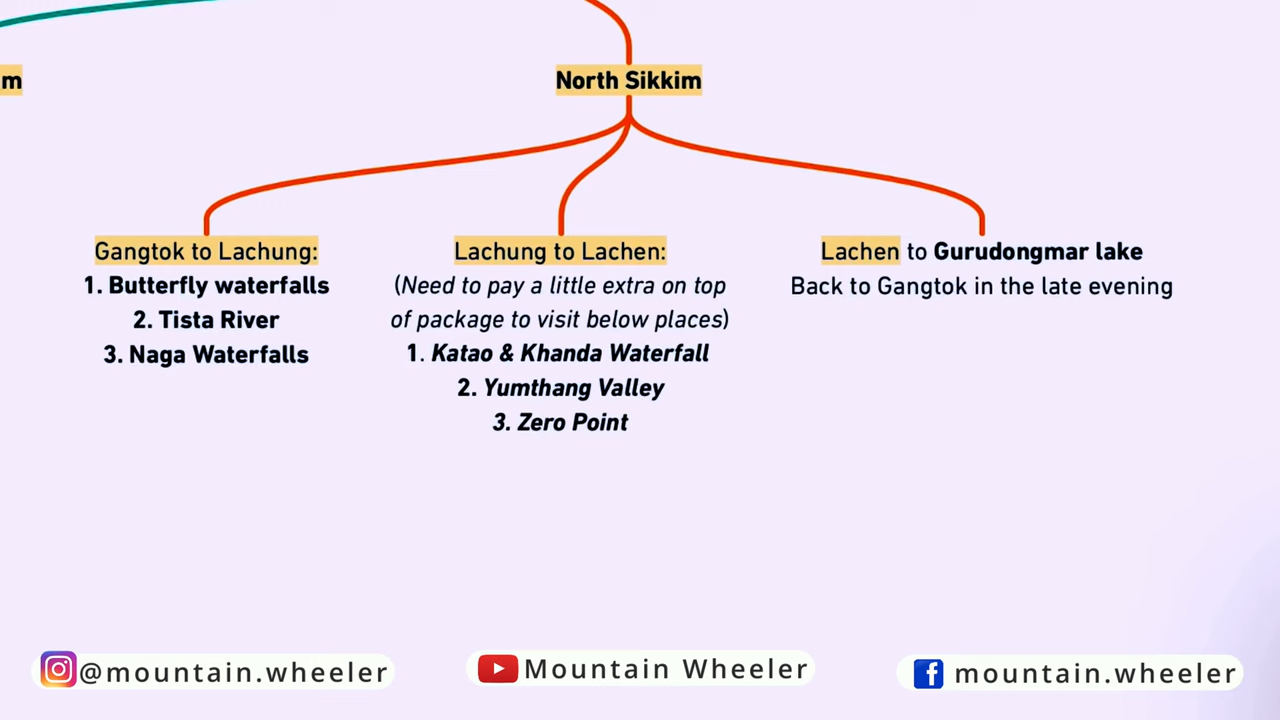 m
North Sikkim
Gangtok to Lachung:
1. Butterfly waterfalls
2. Tista River
3. Naga Waterfalls
Lachung to Lachen:
(Need to pay a little extra on top
of package to visit below places)
1. Katao & Khanda Waterfall
2. Yumthang Valley
3. Zero Point
Lachen to Gurudongmar lake
Back to Gangtok in the late evening
@mountain.wheeler
Mountain Wheeler
mountain.wheeler